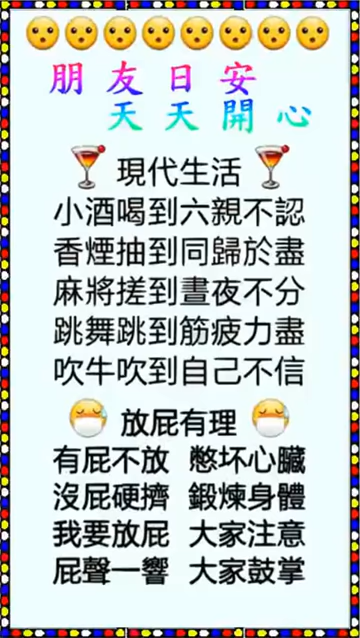 朋友日安
天天開心
現代生活
小酒喝到六親不認
香煙抽到同歸於盡
麻將搓到晝夜不分
跳舞跳到筋疲力盡
吹牛吹到自己不信
放屁有理
有屁不放 憋坏心臟
沒屁硬擠 鍛煉身體
我要放屁 大家注意
屁聲一響 大家鼓掌